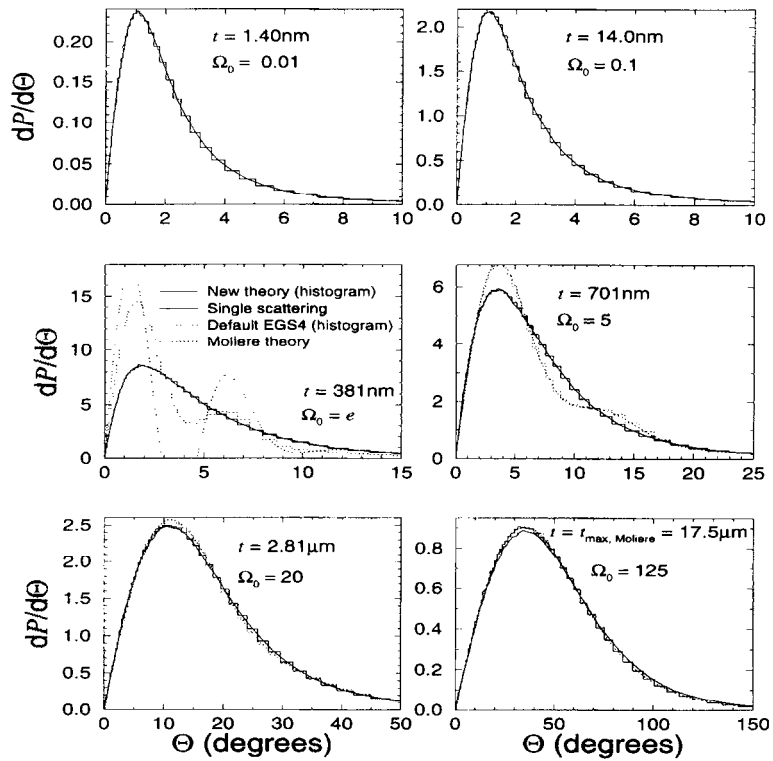 dP/dΘ
0.20
0.15
0.10
0.05
0.00
t = 1.40nm
Ω₀ = 0.01
0 2 4 6 8 10
2.0
1.5
1.0
0.5
0.0
t = 14.0nm
Ω₀ = 0.1
0 2 4 6 8 10
dP/dΘ
15
10
5
0
New theory (histogram)
Single scattering
Default EGS4 (histogram)
Moliere theory
t = 381nm
Ω₀ = e
0 5 10 15
6
4
2
0
t = 701nm
Ω₀ = 5
0 5 10 15 20 25
dP/dΘ
2.5
2.0
1.5
1.0
0.5
0.0
t = 2.81μm
Ω₀ = 20
0 10 20 30 40 50
Θ (degrees)
0.8
0.6
0.4
0.2
0.0
t = t max, Moliere = 17.5μm
Ω₀ = 125
0 50 100 150
Θ (degrees)